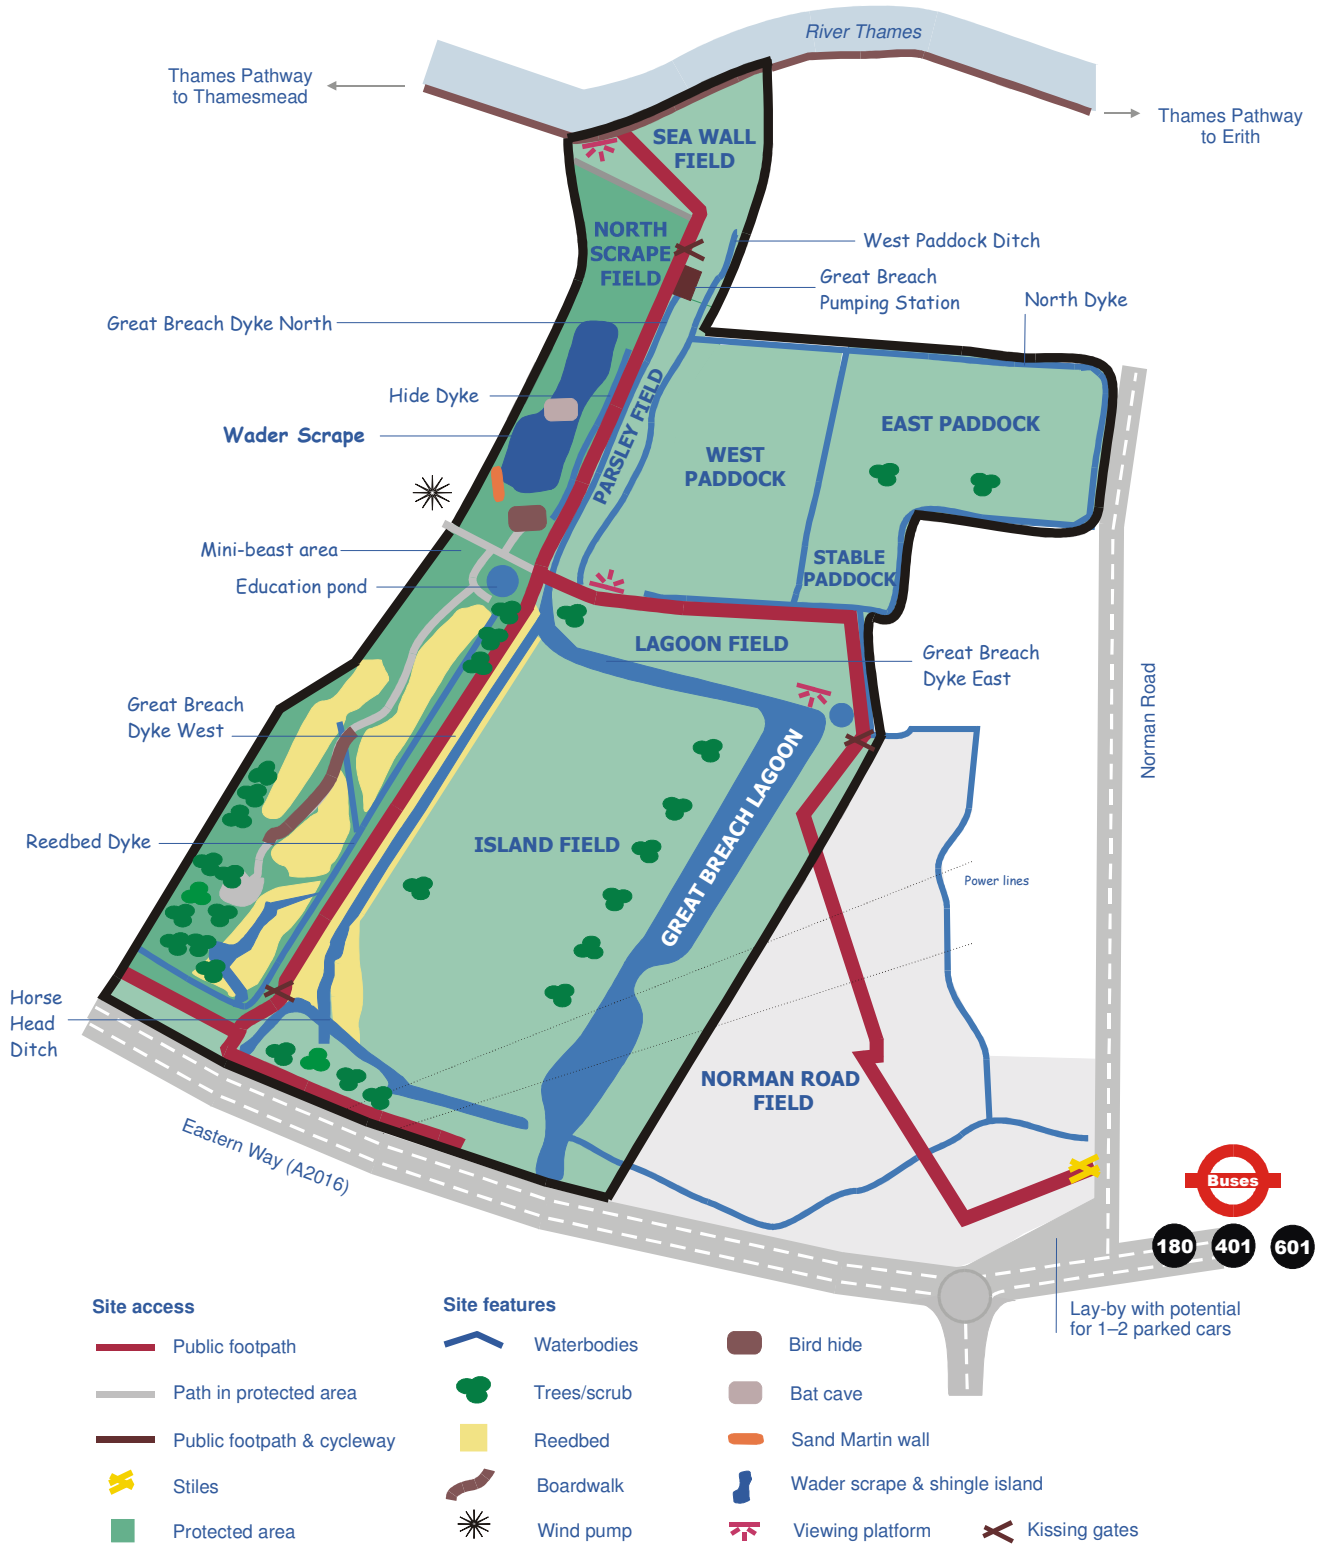 River Thames
Thames Pathway
to Thamesmead
Thames Pathway
to Erith
SEA WALL
FIELD
NORTH
SCRAPE
FIELD
West Paddock Ditch
Great Breach
Pumping Station
North Dyke
Great Breach Dyke North
Hide Dyke
Wader Scrape
PARSLEY FIELD
WEST
PADDOCK
EAST PADDOCK
Mini-beast area
Education pond
STABLE
PADDOCK
LAGOON FIELD
Great Breach
Dyke East
Norman Road
Great Breach
Dyke West
GREAT BREACH LAGOON
Reedbed Dyke
ISLAND FIELD
Power lines
Horse
Head
Ditch
NORMAN ROAD
FIELD
Eastern Way (A2016)
Buses
180
401
601
Lay-by with potential
for 1–2 parked cars
Site access
Public footpath
Path in protected area
Public footpath & cycleway
Stiles
Protected area
Site features
Waterbodies
Trees/scrub
Reedbed
Boardwalk
Wind pump
Bird hide
Bat cave
Sand Martin wall
Wader scrape & shingle island
Viewing platform
Kissing gates